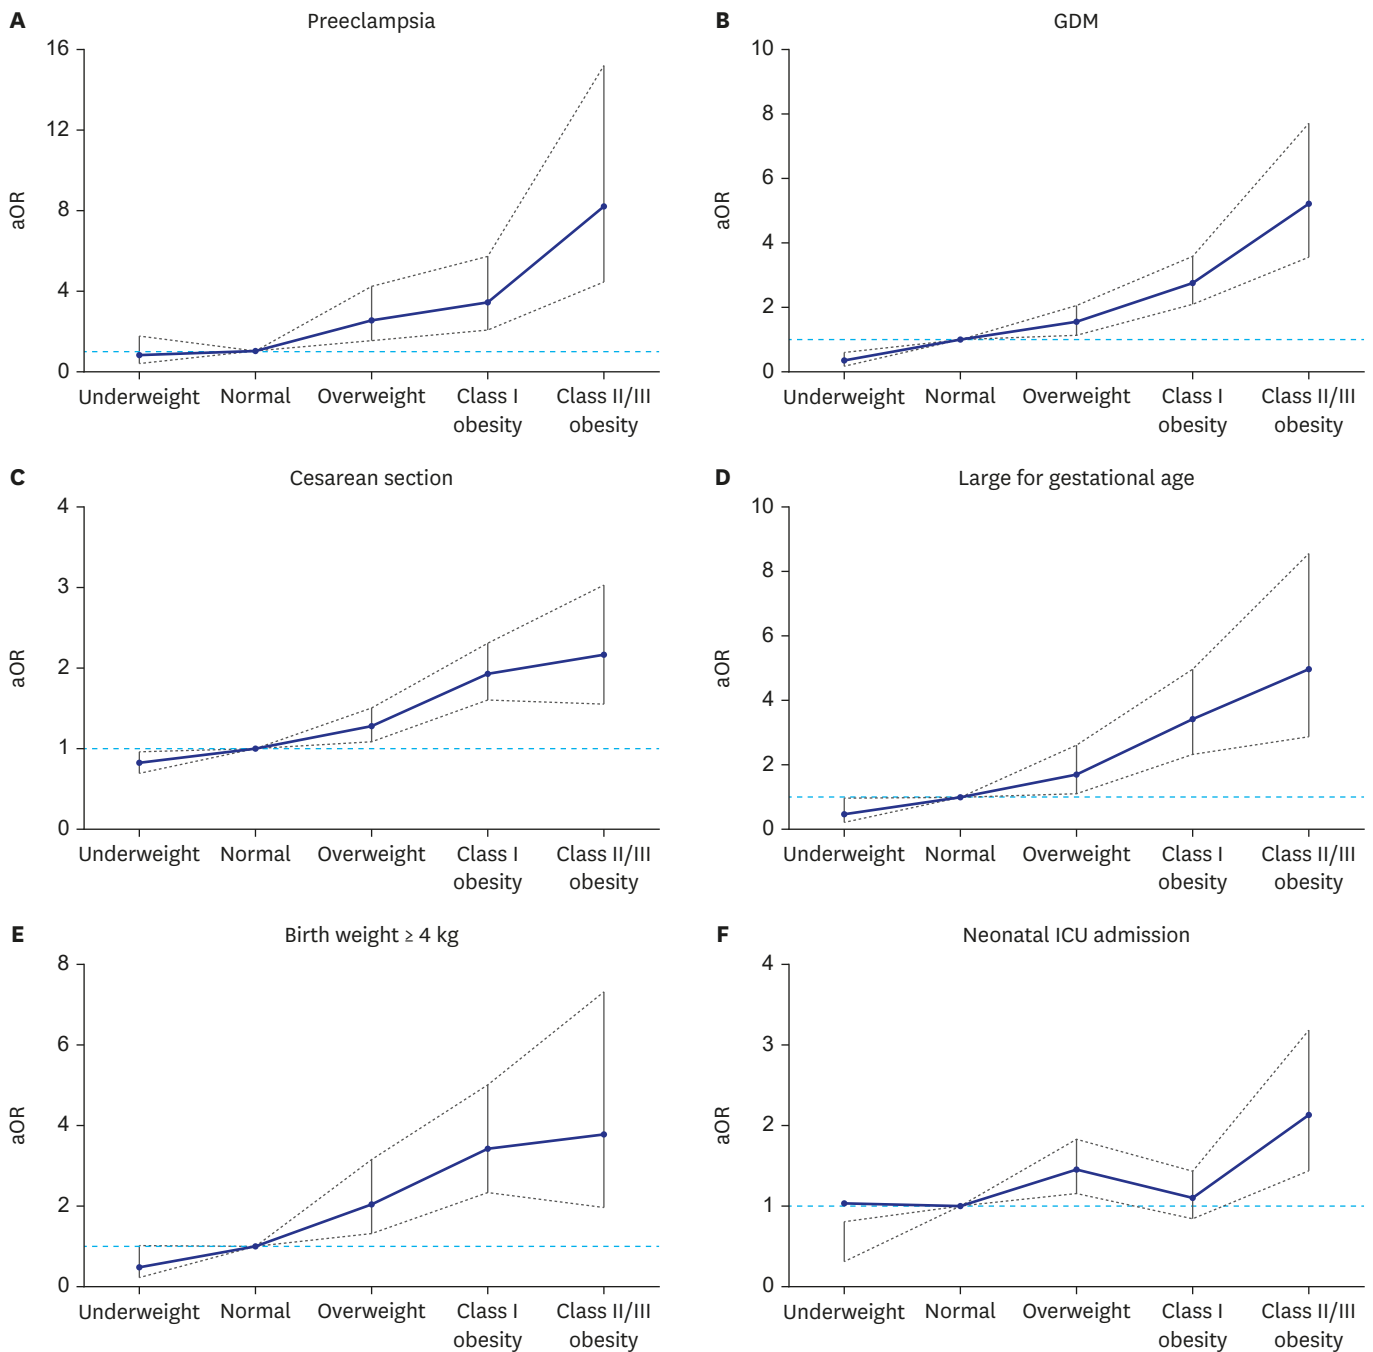 A Preeclampsia
16
12
8
4
0
aOR
Underweight Normal Overweight Class I obesity Class II/III obesity
B GDM
10
8
6
4
2
0
aOR
Underweight Normal Overweight Class I obesity Class II/III obesity
C Cesarean section
4
3
2
1
0
aOR
Underweight Normal Overweight Class I obesity Class II/III obesity
D Large for gestational age
10
8
6
4
2
0
aOR
Underweight Normal Overweight Class I obesity Class II/III obesity
E Birth weight ≥ 4 kg
8
6
4
2
1
0
aOR
Underweight Normal Overweight Class I obesity Class II/III obesity
F Neonatal ICU admission
4
3
2
1
0
aOR
Underweight Normal Overweight Class I obesity Class II/III obesity